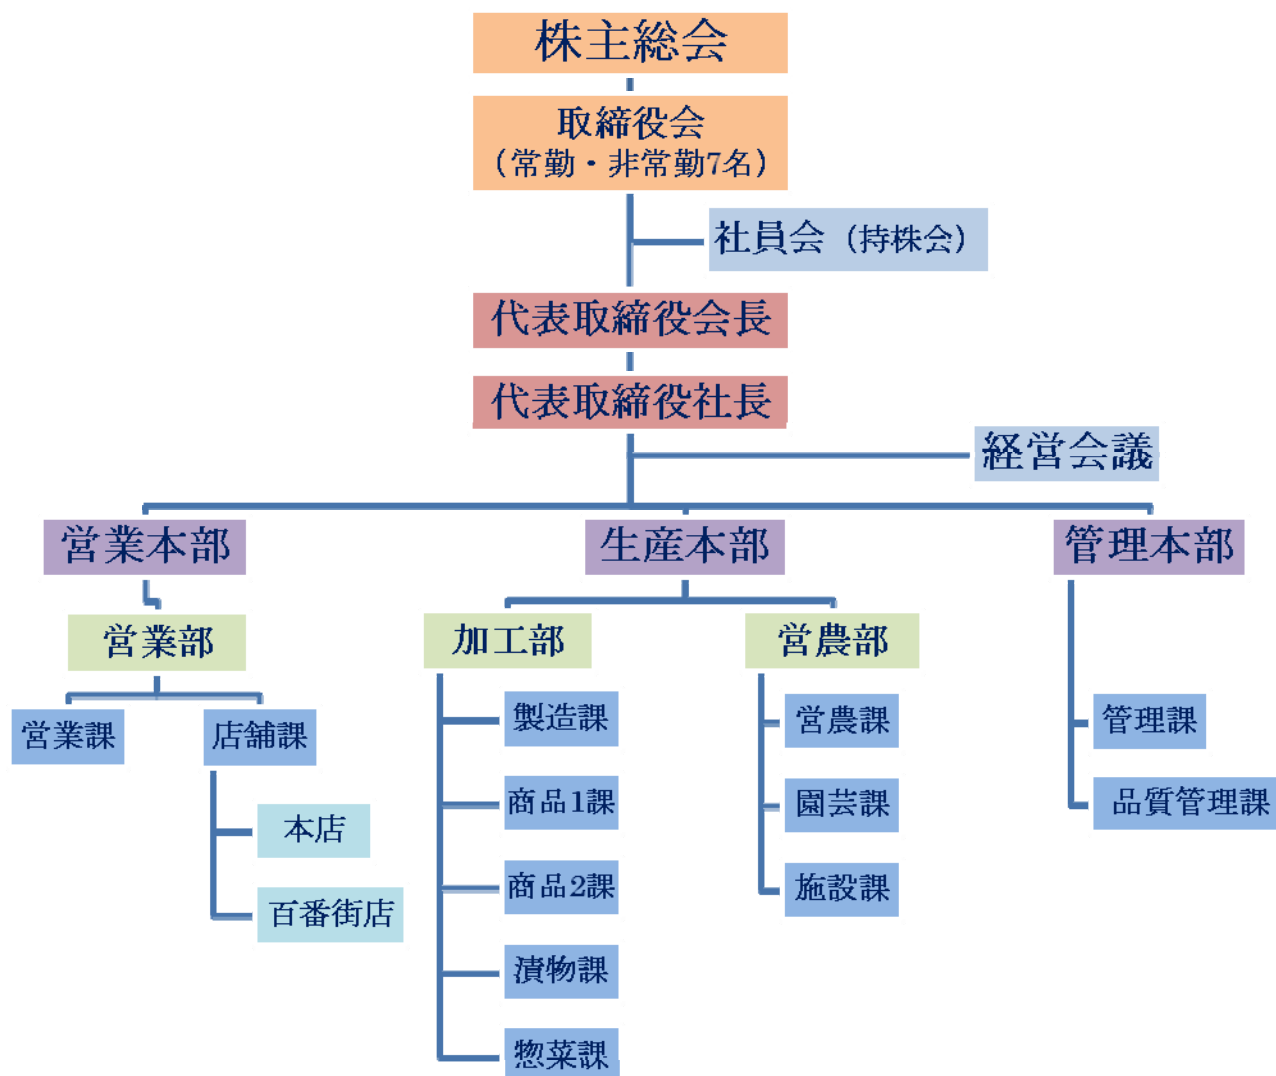 株主総会
取締役会
（常勤・非常勤7名）
社員会（持株会）
代表取締役会長
代表取締役社長
経営会議
営業本部
生産本部
管理本部
営業部
加工部
営農部
営業課
店舗課
製造課
営農課
管理課
商品1課
園芸課
品質管理課
本店
商品2課
施設課
百番街店
漬物課
惣菜課